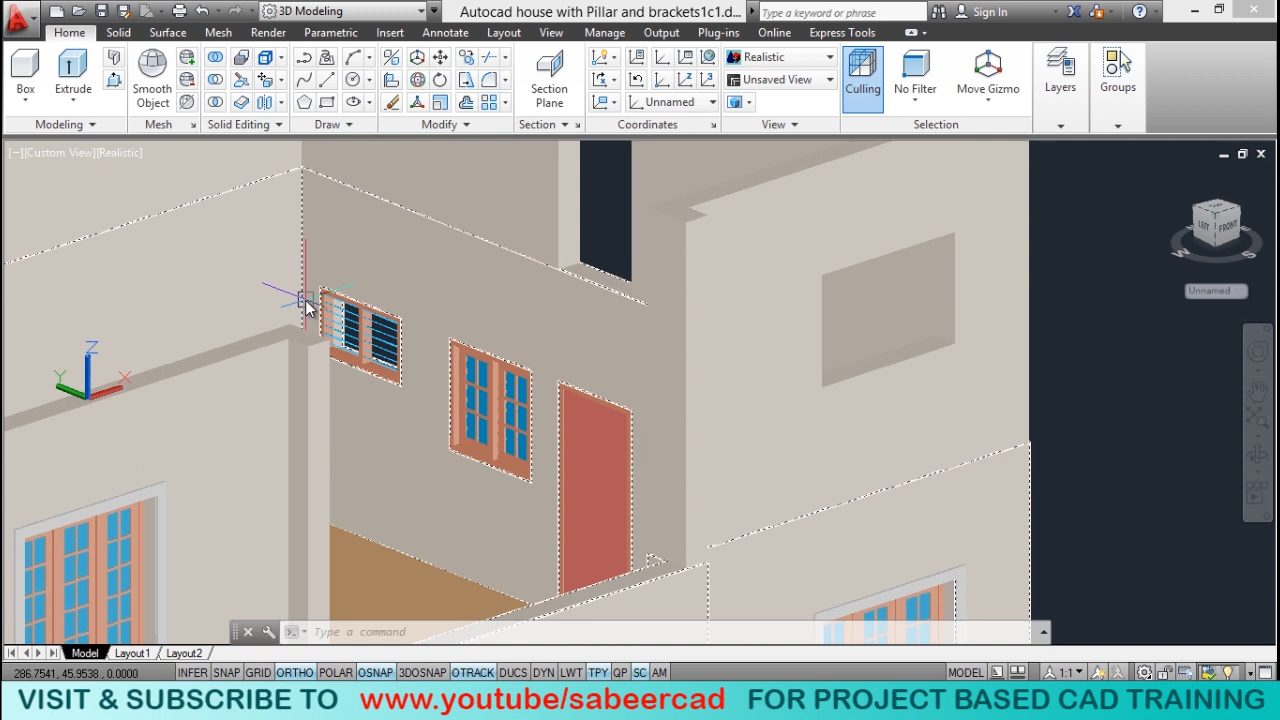 3D Modeling
Autocad house with Pillar and brackets1c1.d...
Type a keyword or phrase
Sign In
Home Solid Surface Mesh Render Parametric Insert Annotate Layout View Manage Output Plug-ins Online Express Tools
Box
Extrude
Smooth Object
Section Plane
Realistic
Unsaved View
Unnamed
Culling
No Filter
Move Gizmo
Layers
Groups
Modeling Mesh Solid Editing Draw Modify Section Coordinates View Selection
[−][Custom View][Realistic]
LEFT FRONT
W S
Unnamed
Z
Y X
Type a command
Model Layout1 Layout2
286.7541, 45.9538, 0.0000
INFER SNAP GRID ORTHO POLAR OSNAP 3DOSNAP OTRACK DUCS DYN LWT TPY QP SC AM
MODEL
1:1
VISIT & SUBSCRIBE TO www.youtube/sabeercad FOR PROJECT BASED CAD TRAINING